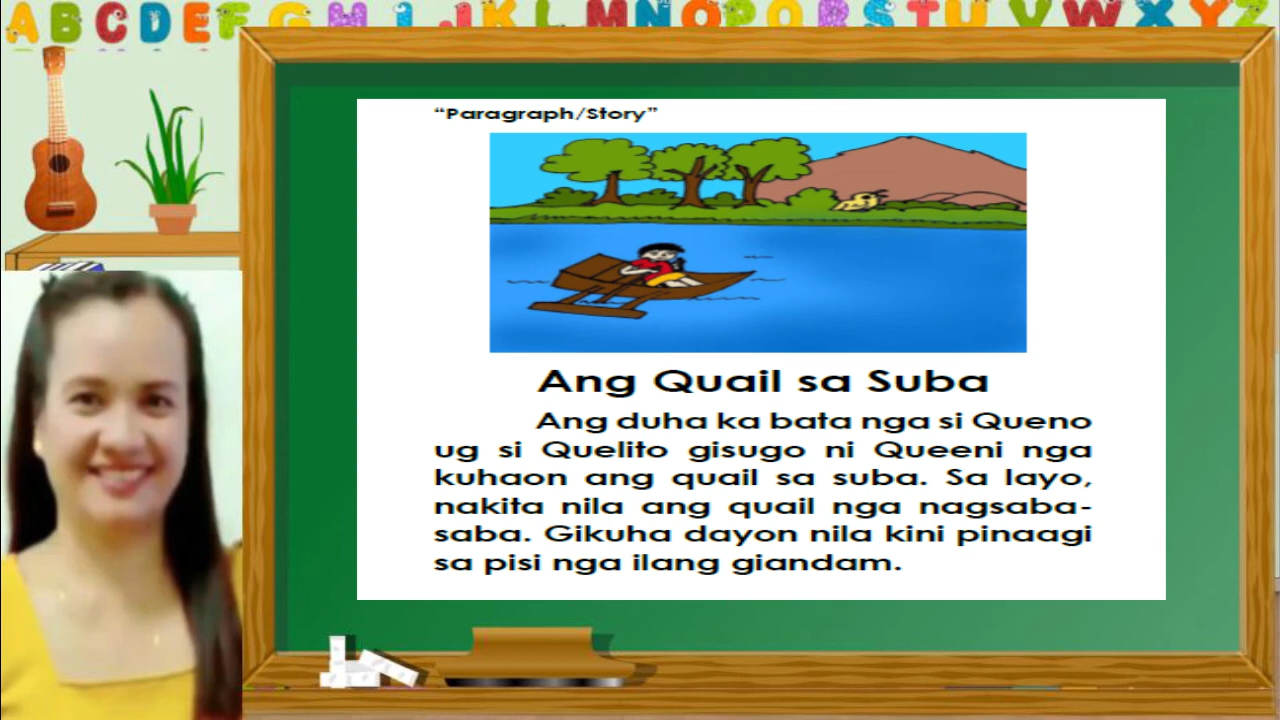 A B C D E F G H I J K L M N O P Q R S T U V W X Y Z
“Paragraph/Story”
Ang Quail sa Suba
Ang duha ka bata nga si Queno
ug si Quelito gisugo ni Queeni nga
kuhaon ang quail sa suba. Sa layo,
nakita nila ang quail nga nagsaba-
saba. Gikuha dayon nila kini pinaagi
sa pisi nga ilang giandam.